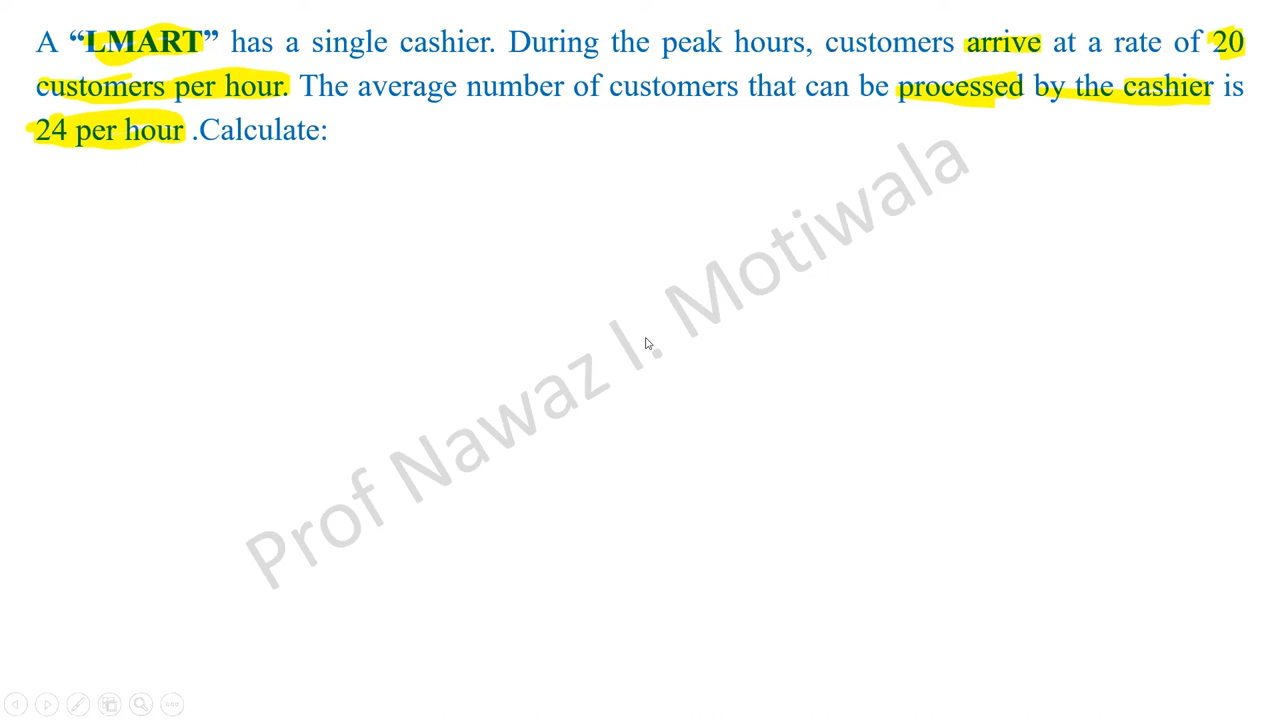 A “LMART” has a single cashier. During the peak hours, customers arrive at a rate of 20
customers per hour. The average number of customers that can be processed by the cashier is
24 per hour .Calculate:
Prof Nawaz I. Motiwala